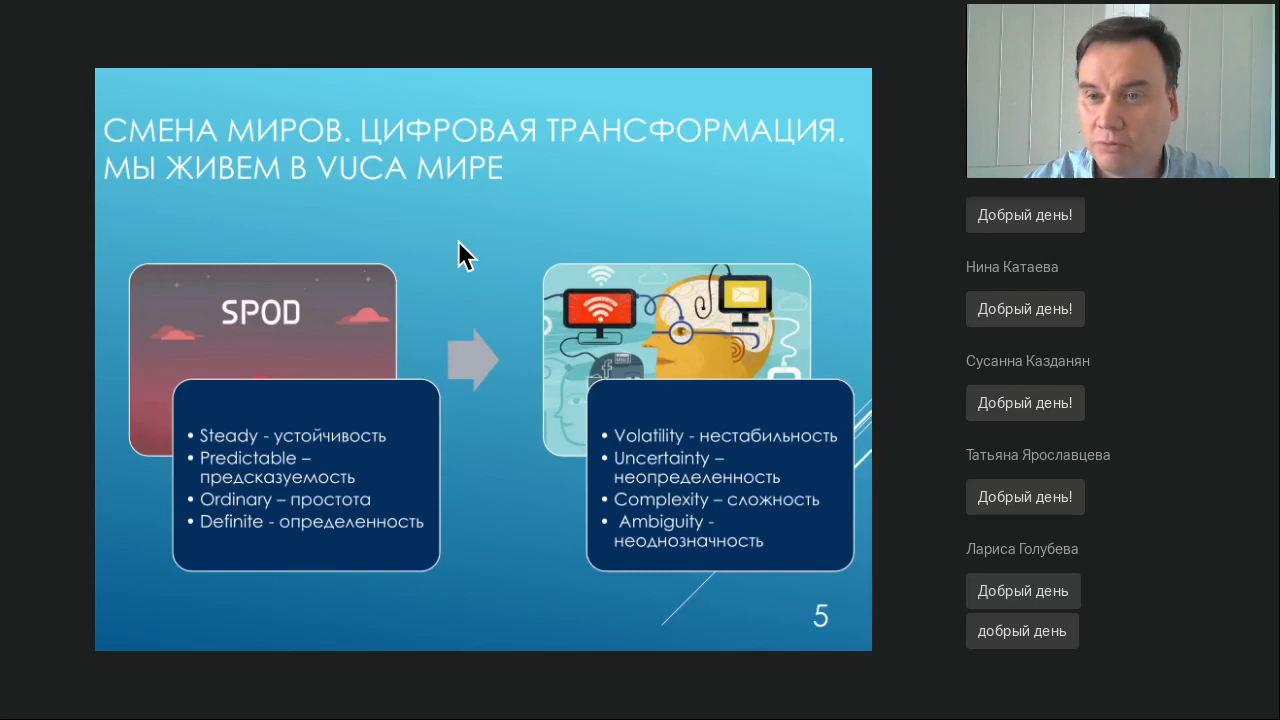 СМЕНА МИРОВ. ЦИФРОВАЯ ТРАНСФОРМАЦИЯ.
МЫ ЖИВЕМ В VUCA МИРЕ
SPOD
• Steady - устойчивость
• Predictable –
предсказуемость
• Ordinary – простота
• Definite - определенность
• Volatility - нестабильность
• Uncertainty –
неопределенность
• Complexity – сложность
• Ambiguity -
неоднозначность
5
Добрый день!
Нина Катаева
Добрый день!
Сусанна Казданян
Добрый день!
Татьяна Ярославцева
Добрый день!
Лариса Голубева
Добрый день
добрый день